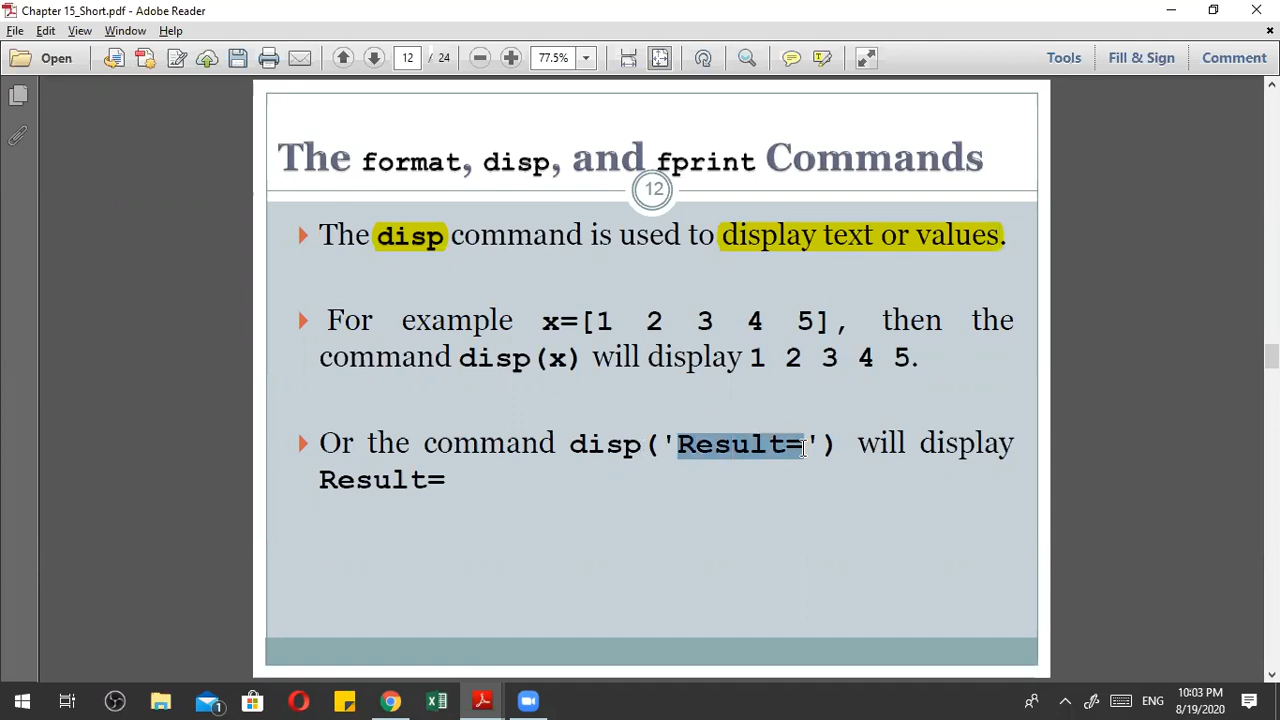 Chapter 15_Short.pdf - Adobe Reader
File Edit View Window Help
Open 12 / 24 77.5% Tools Fill & Sign Comment
The format, disp, and fprint Commands
12
The disp command is used to display text or values.
For example x=[1 2 3 4 5], then the
command disp(x) will display 1 2 3 4 5.
Or the command disp('Result=') will display
Result=
1 ENG 10:03 PM
8/19/2020